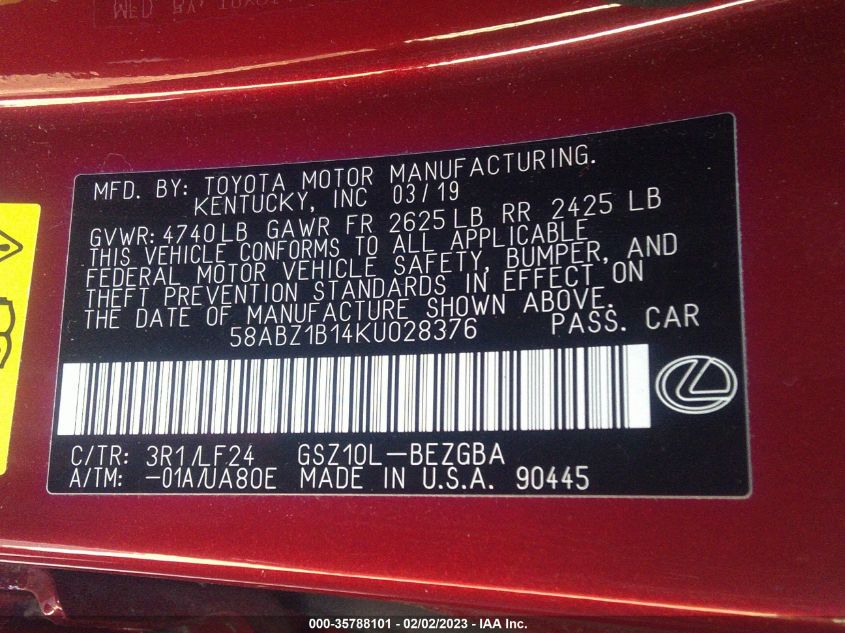 MFD. BY: TOYOTA MOTOR MANUFACTURING.
KENTUCKY, INC 03/19
GVWR: 4740LB GAWR FR 2625LB RR 2425 LB
THIS VEHICLE CONFORMS TO ALL APPLICABLE
FEDERAL MOTOR VEHICLE SAFETY, BUMPER, AND
THEFT PREVENTION STANDARDS IN EFFECT ON
THE DATE OF MANUFACTURE SHOWN ABOVE.
58ABZ1B14KU028376 PASS. CAR
C/TR: 3R1/LF24 GSZ10L-BEZGBA
A/TM: -01A/UA80E MADE IN U.S.A. 90445
000-35788101 - 02/02/2023 - IAA Inc.